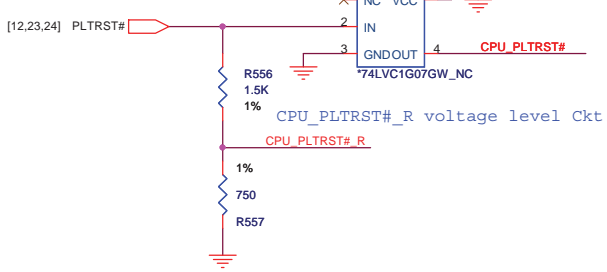 NC VCC
[12,23,24] PLTRST#
2 IN
3 GND OUT 4 CPU_PLTRST#
*74LVC1G07GW_NC
R556
1.5K
1%
CPU_PLTRST#_R voltage level Ckt
CPU_PLTRST#_R
1%
750
R557